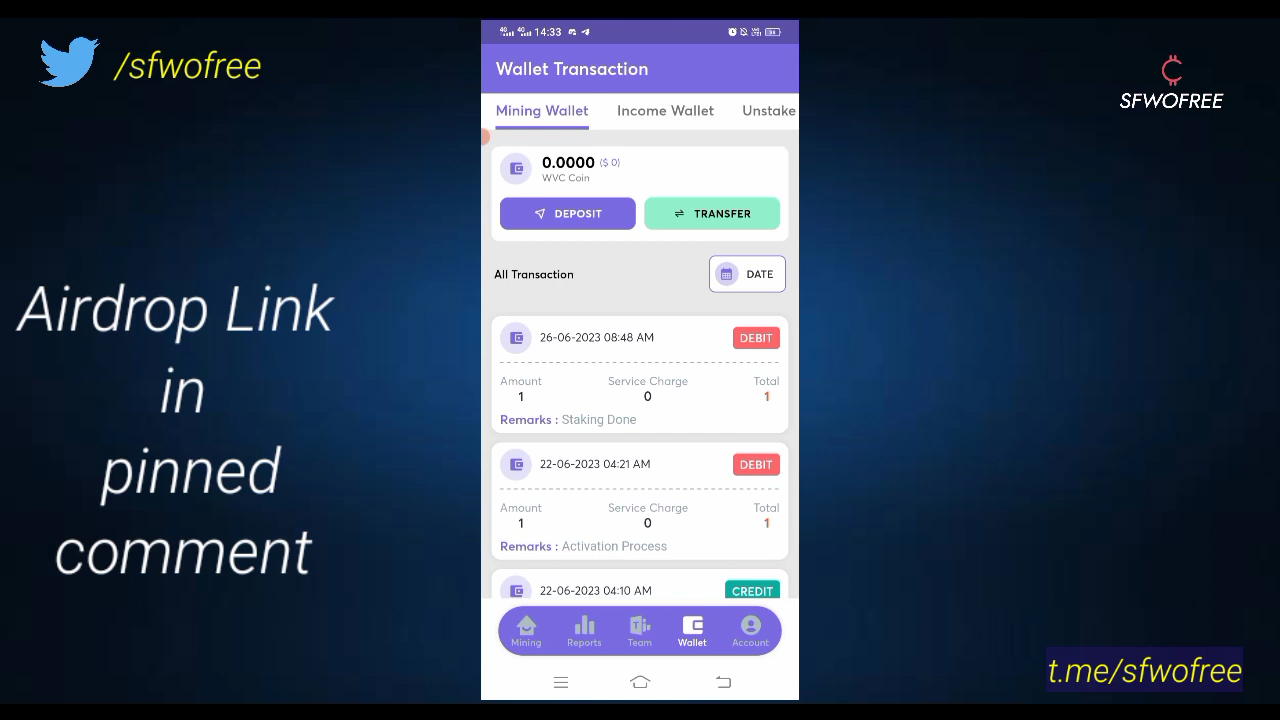 /sfwofree
SFWOFREE
Airdrop Link
in
pinned
comment
14:33
Wallet Transaction
Mining Wallet Income Wallet Unstake
0.0000 ($ 0)
WVC Coin
DEPOSIT TRANSFER
All Transaction DATE
26-06-2023 08:48 AM DEBIT
Amount Service Charge Total
1 0 1
Remarks : Staking Done
22-06-2023 04:21 AM DEBIT
Amount Service Charge Total
1 0 1
Remarks : Activation Process
22-06-2023 04:10 AM CREDIT
Mining Reports Team Wallet Account
t.me/sfwofree